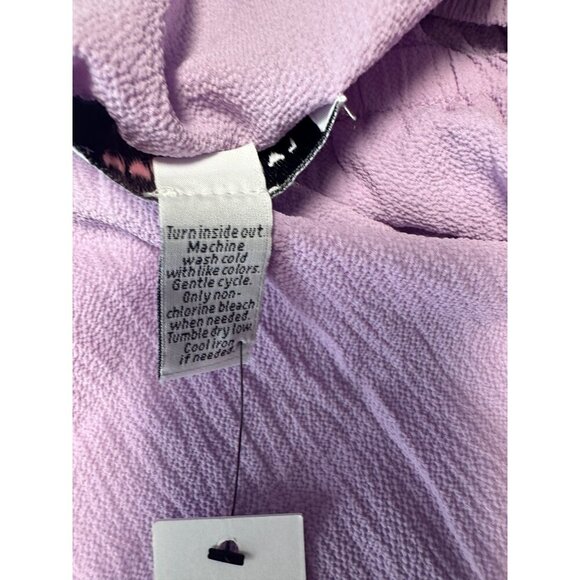 Turn inside out.
Machine
wash cold
with like colors.
Gentle cycle.
Only non-
chlorine bleach
when needed.
Tumble dry low.
Cool iron
if needed.